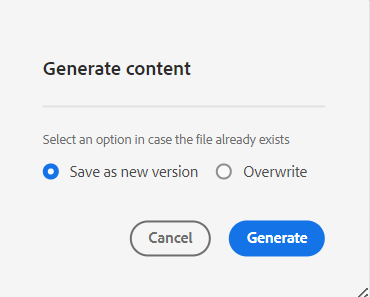 Generate content
Select an option in case the file already exists
Save as new version Overwrite
Cancel Generate